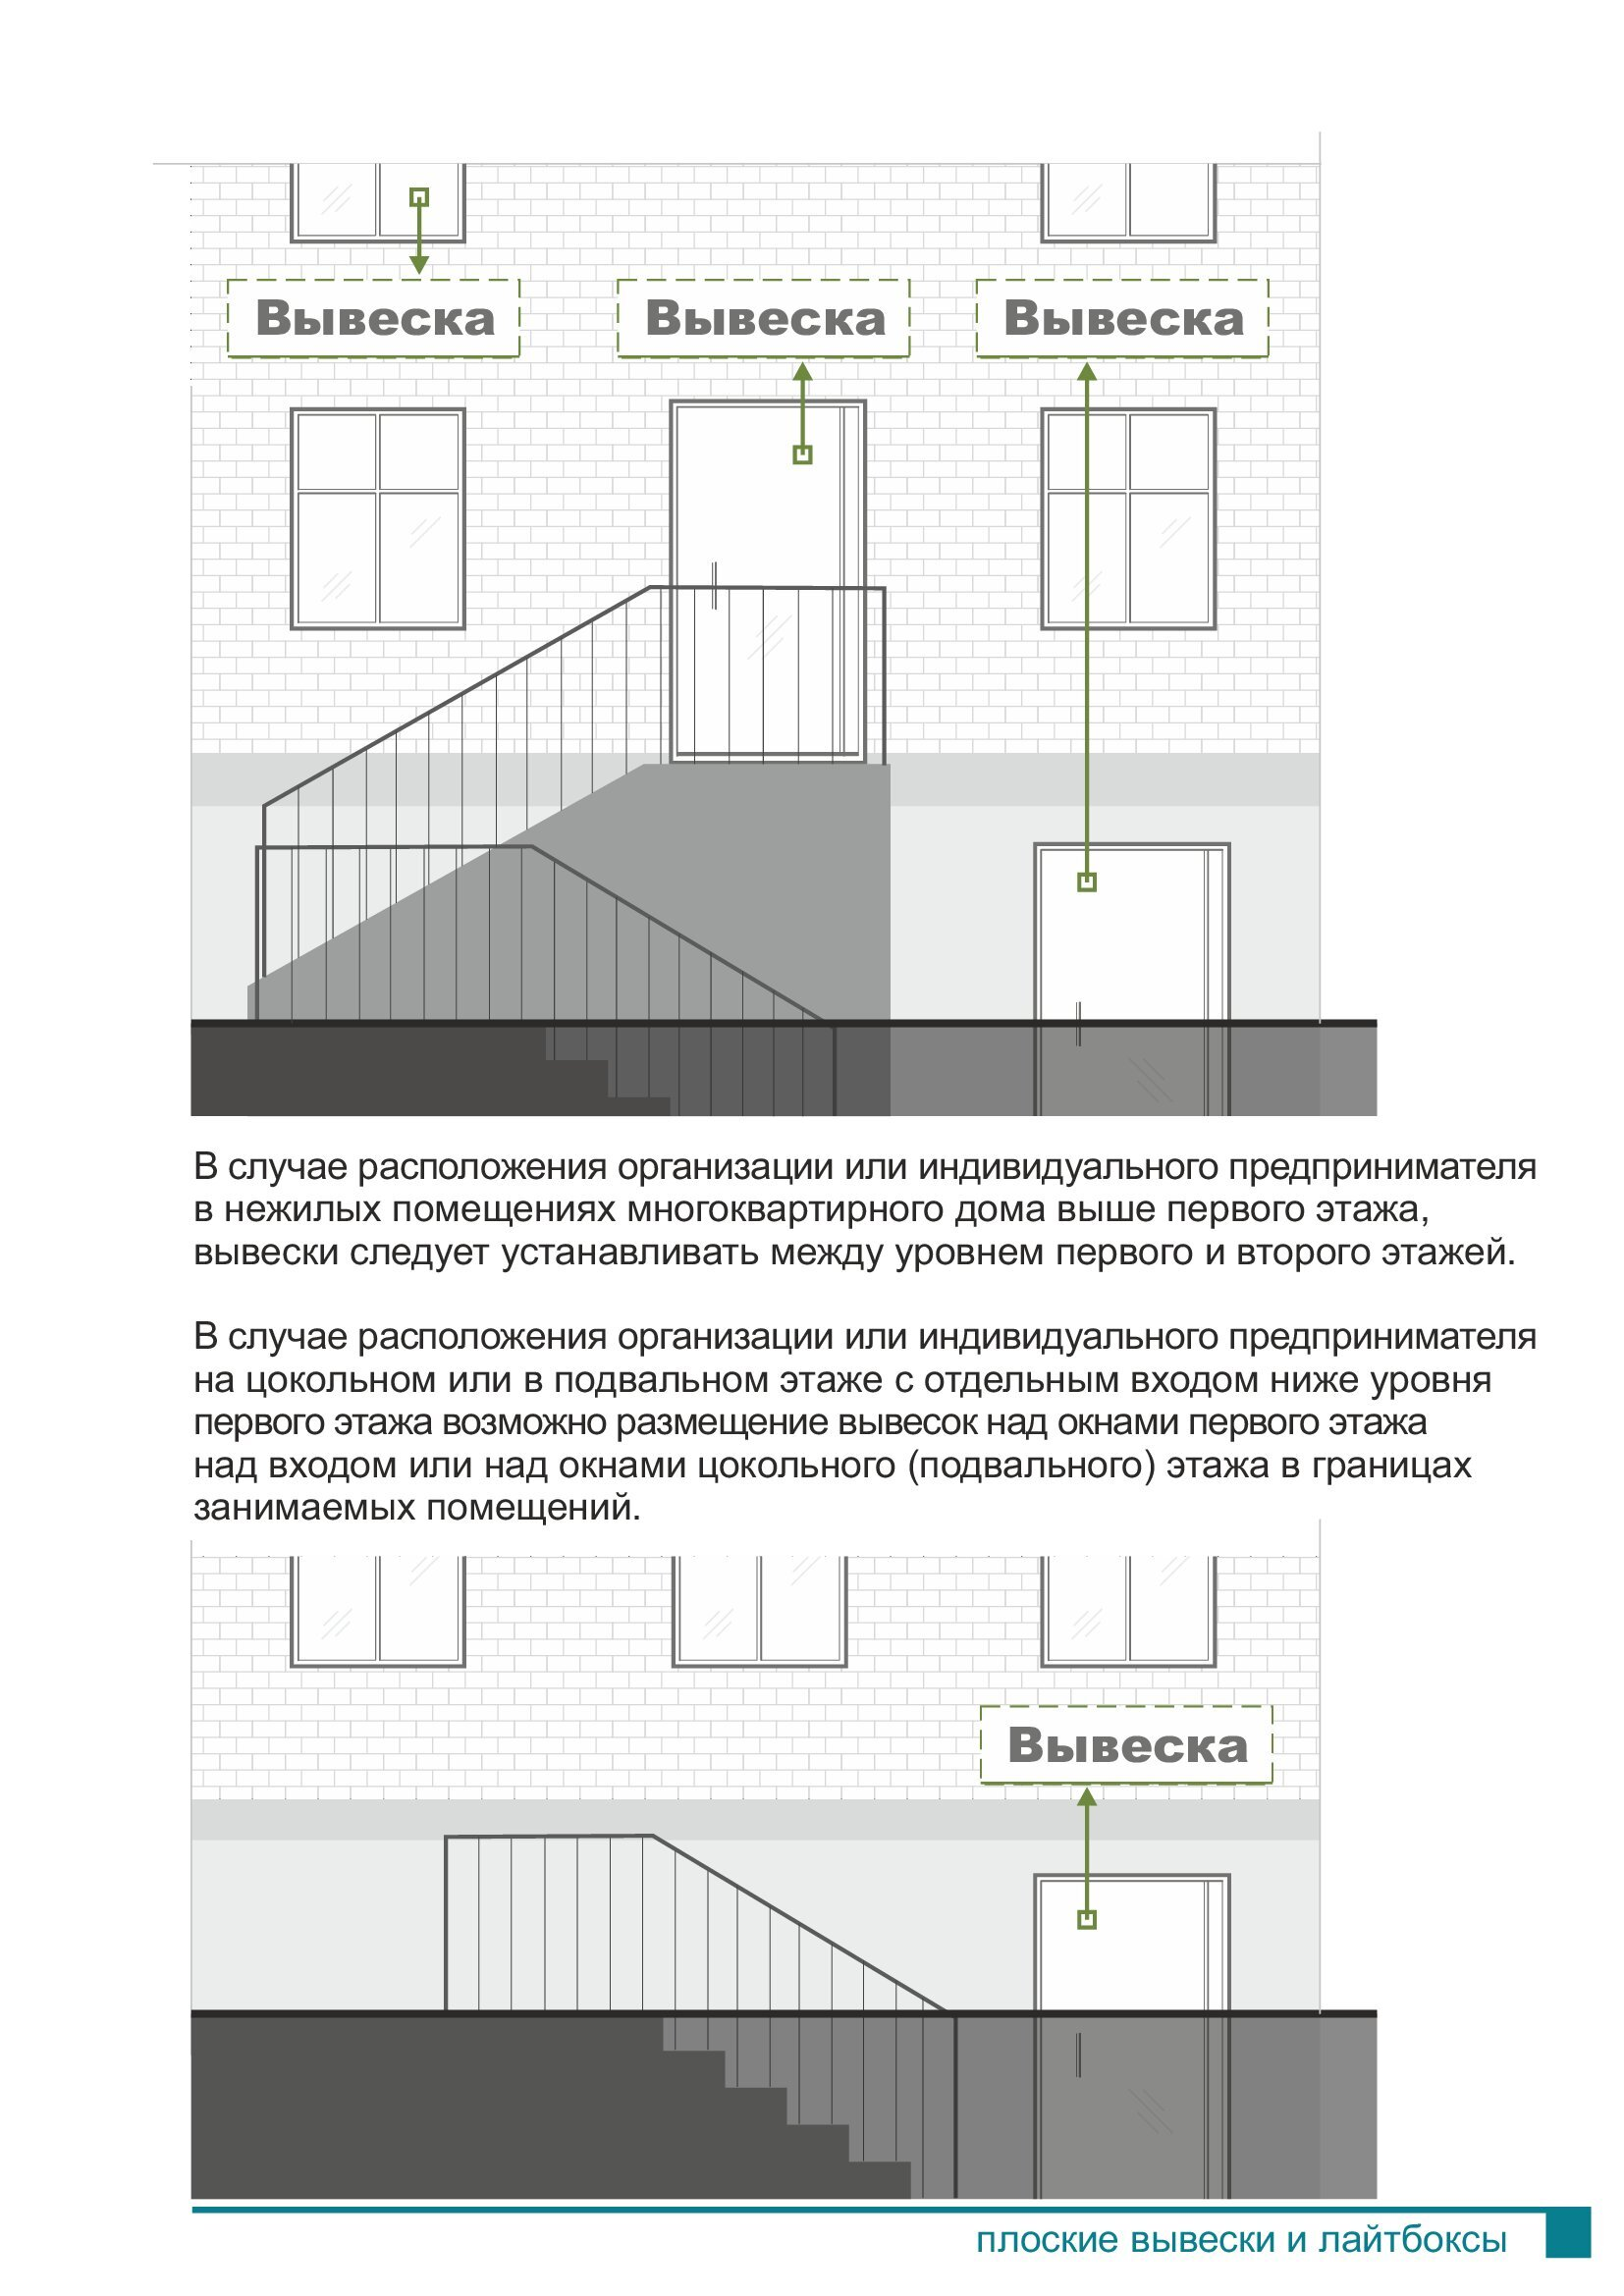 Вывеска Вывеска Вывеска
В случае расположения организации или индивидуального предпринимателя
в нежилых помещениях многоквартирного дома выше первого этажа,
вывески следует устанавливать между уровнем первого и второго этажей.
В случае расположения организации или индивидуального предпринимателя
на цокольном или в подвальном этаже с отдельным входом ниже уровня
первого этажа возможно размещение вывесок над окнами первого этажа
над входом или над окнами цокольного (подвального) этажа в границах
занимаемых помещений.
Вывеска
плоские вывески и лайтбоксы